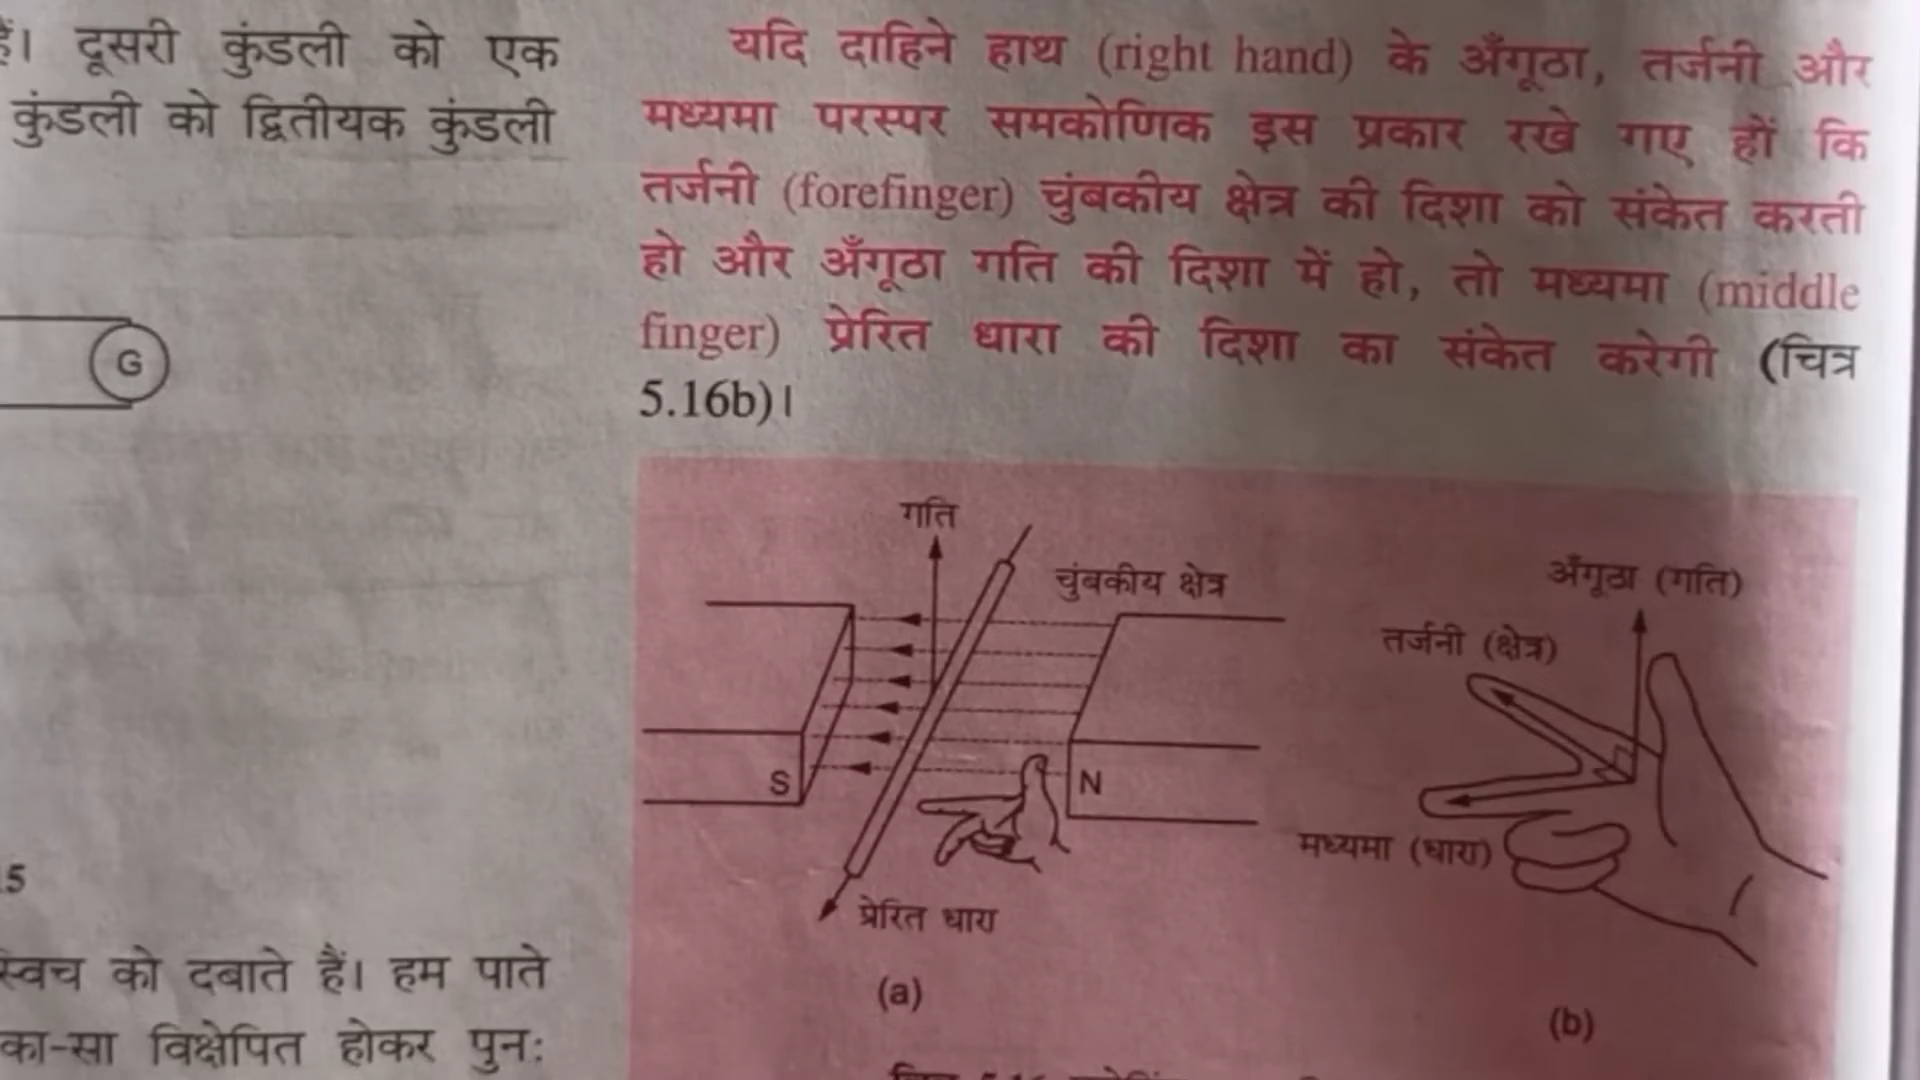 हैं। दूसरी कुंडली को एक
कुंडली को द्वितीयक कुंडली
G
.5
स्वच को दबाते हैं। हम पाते
का-सा विक्षेपित होकर पुनः
यदि दाहिने हाथ (right hand) के अँगूठा, तर्जनी और
मध्यमा परस्पर समकोणिक इस प्रकार रखे गए हों कि
तर्जनी (forefinger) चुंबकीय क्षेत्र की दिशा को संकेत करती
हो और अँगूठा गति की दिशा में हो, तो मध्यमा (middle
finger) प्रेरित धारा की दिशा का संकेत करेगी (चित्र
5.16b)।
गति
चुंबकीय क्षेत्र
S
N
प्रेरित धारा
(a)
अँगूठा (गति)
तर्जनी (क्षेत्र)
मध्यमा (धारा)
(b)